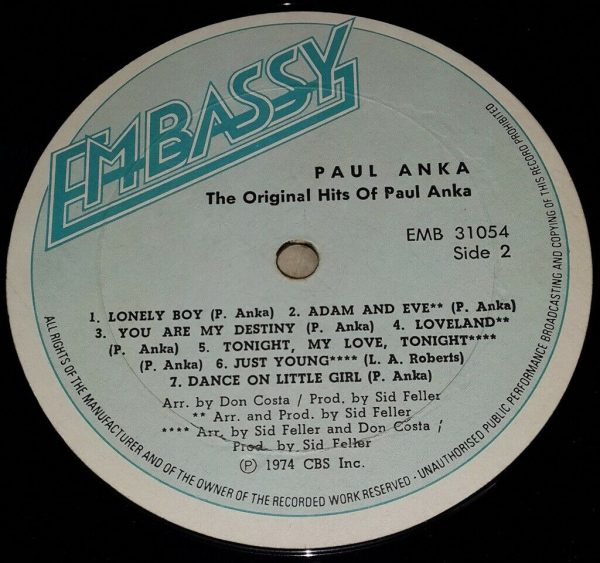 EMBASSY
PAUL ANKA
The Original Hits Of Paul Anka
EMB 31054
Side 2
1. LONELY BOY (P. Anka) 2. ADAM AND EVE** (P. Anka)
3. YOU ARE MY DESTINY (P. Anka) 4. LOVELAND**
(P. Anka) 5. TONIGHT, MY LOVE, TONIGHT****
(P. Anka) 6. JUST YOUNG**** (L. A. Roberts)
7. DANCE ON LITTLE GIRL (P. Anka)
Arr. by Don Costa / Prod. by Sid Feller
** Arr. and Prod. by Sid Feller
**** Arr. by Sid Feller and Don Costa /
Prod. by Sid Feller
Ⓟ 1974 CBS Inc.
ALL RIGHTS OF THE MANUFACTURER AND OF THE OWNER OF THE RECORDED WORK RESERVED - UNAUTHORISED PUBLIC PERFORMANCE BROADCASTING AND COPYING OF THIS RECORD PROHIBITED